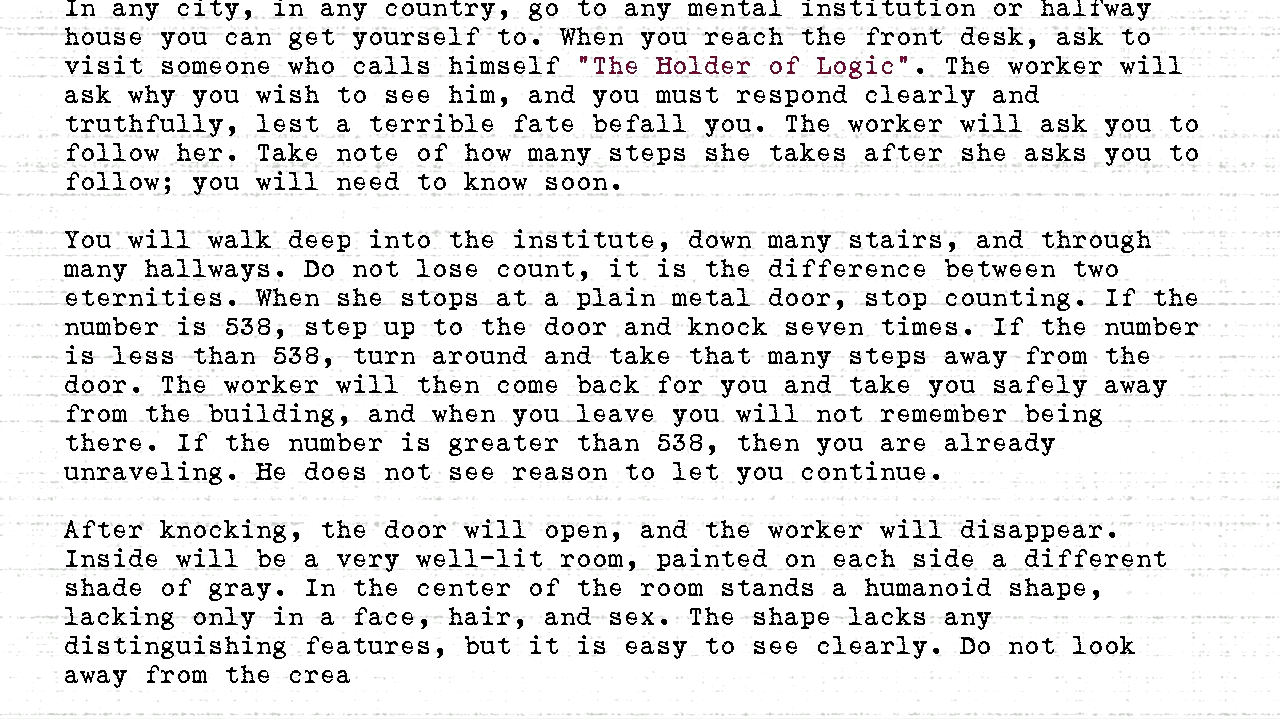 In any city, in any country, go to any mental institution or halfway
house you can get yourself to. When you reach the front desk, ask to
visit someone who calls himself "The Holder of Logic". The worker will
ask why you wish to see him, and you must respond clearly and
truthfully, lest a terrible fate befall you. The worker will ask you to
follow her. Take note of how many steps she takes after she asks you to
follow; you will need to know soon.

You will walk deep into the institute, down many stairs, and through
many hallways. Do not lose count, it is the difference between two
eternities. When she stops at a plain metal door, stop counting. If the
number is 538, step up to the door and knock seven times. If the number
is less than 538, turn around and take that many steps away from the
door. The worker will then come back for you and take you safely away
from the building, and when you leave you will not remember being
there. If the number is greater than 538, then you are already
unraveling. He does not see reason to let you continue.

After knocking, the door will open, and the worker will disappear.
Inside will be a very well-lit room, painted on each side a different
shade of gray. In the center of the room stands a humanoid shape,
lacking only in a face, hair, and sex. The shape lacks any
distinguishing features, but it is easy to see clearly. Do not look
away from the crea